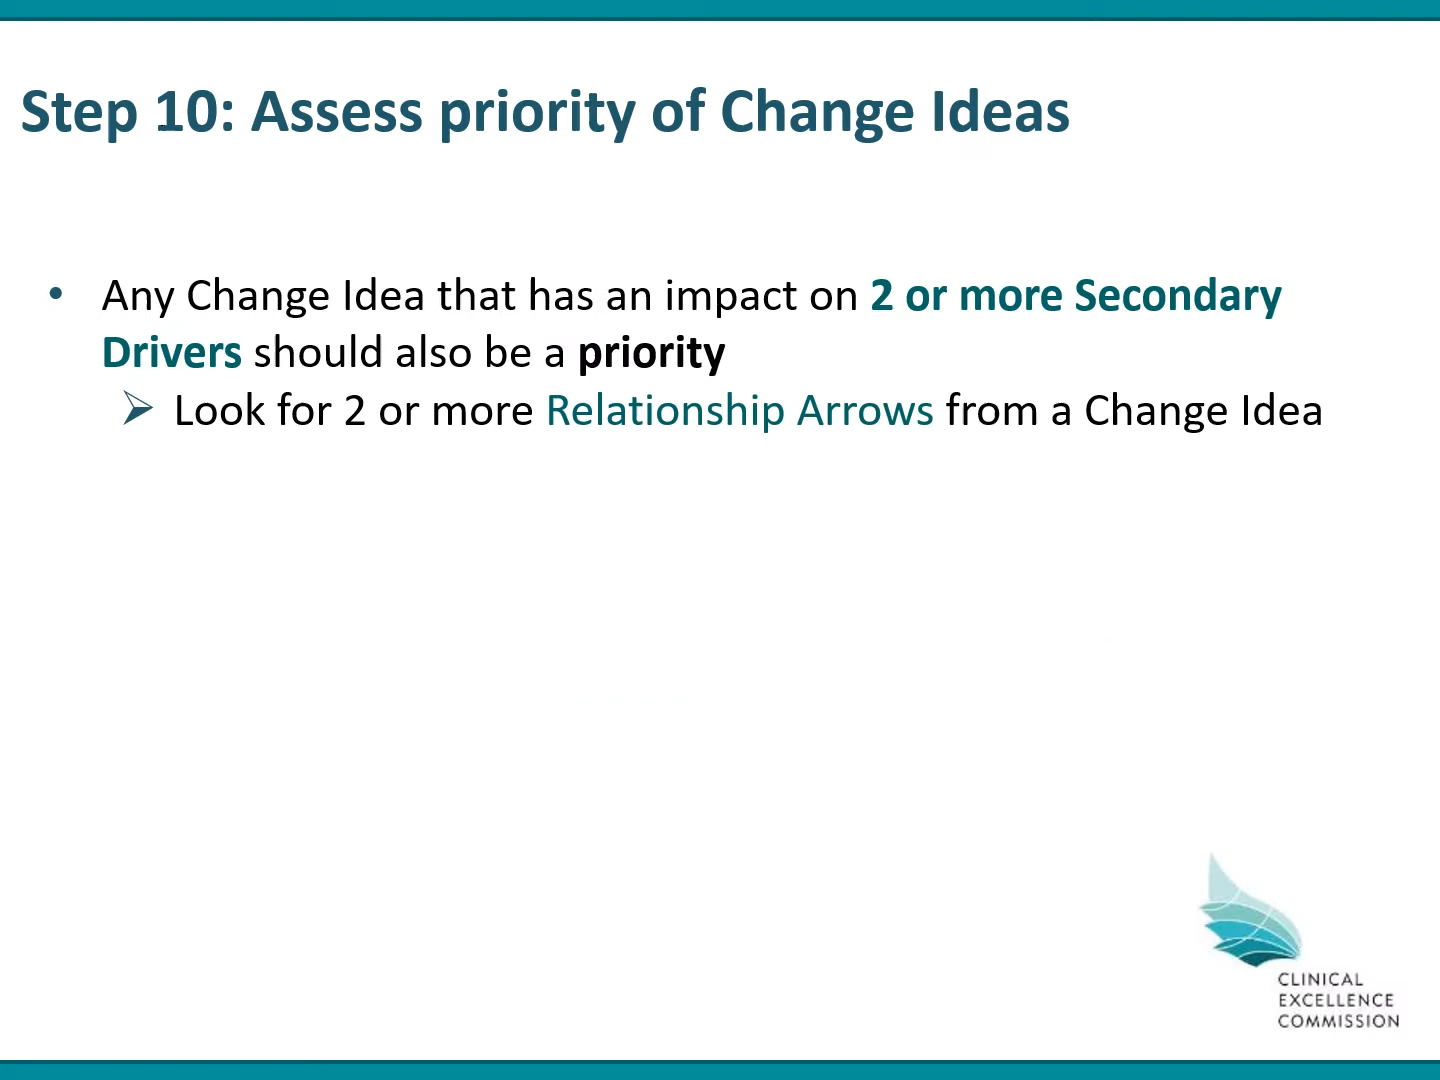 Step 10: Assess priority of Change Ideas
• Any Change Idea that has an impact on 2 or more Secondary
Drivers should also be a priority
➢ Look for 2 or more Relationship Arrows from a Change Idea
CLINICAL
EXCELLENCE
COMMISSION